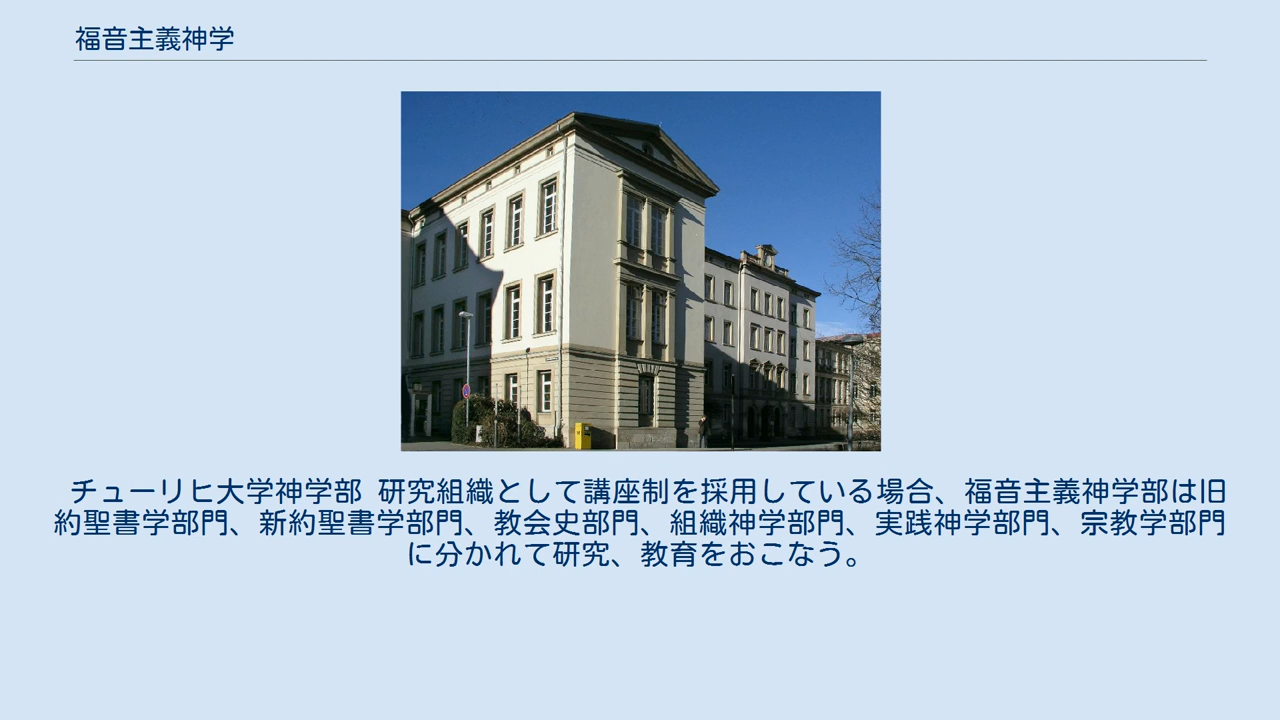 福音主義神学
チューリヒ大学神学部 研究組織として講座制を採用している場合、福音主義神学部は旧
約聖書学部門、新約聖書学部門、教会史部門、組織神学部門、実践神学部門、宗教学部門
に分かれて研究、教育をおこなう。